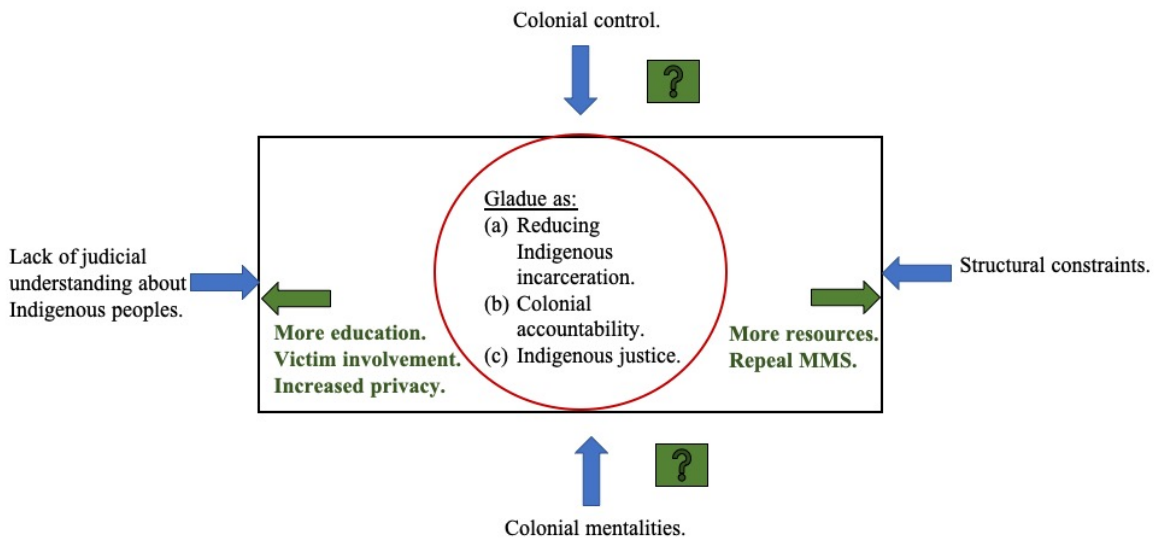 Colonial control.
?
Gladue as:
(a) Reducing
Indigenous
incarceration.
(b) Colonial
accountability.
(c) Indigenous justice.
Lack of judicial
understanding about
Indigenous peoples.
More education.
Victim involvement.
Increased privacy.
More resources.
Repeal MMS.
Structural constraints.
?
Colonial mentalities.